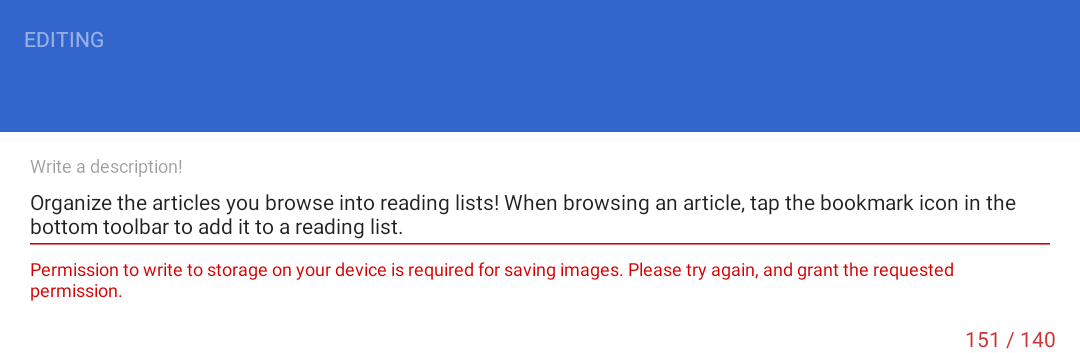 EDITING
Write a description!
Organize the articles you browse into reading lists! When browsing an article, tap the bookmark icon in the
bottom toolbar to add it to a reading list.
Permission to write to storage on your device is required for saving images. Please try again, and grant the requested
permission.
151 / 140